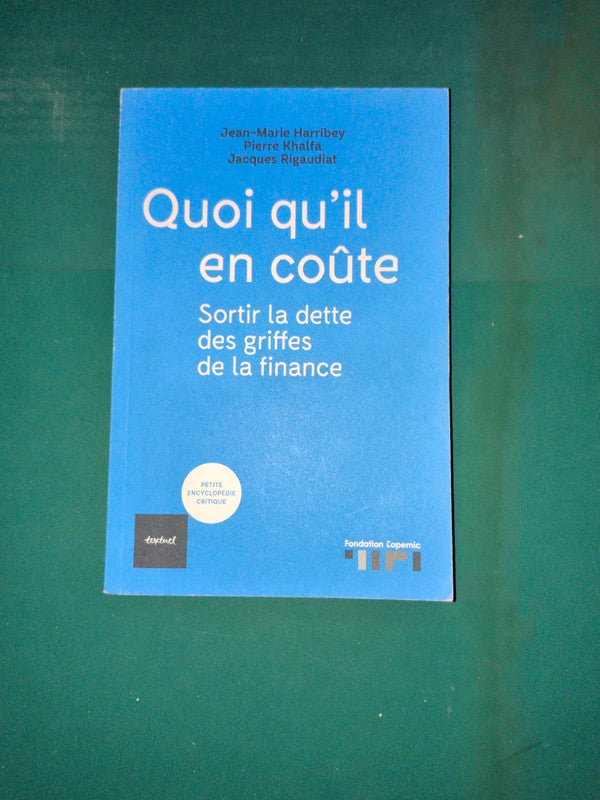 Jean-Marie Harribey
Pierre Khalfa
Jacques Rigaudiat
Quoi qu'il
en coûte
Sortir la dette
des griffes
de la finance
PETITE
ENCYCLOPÉDIE
CRITIQUE
textuel
Fondation Copernic